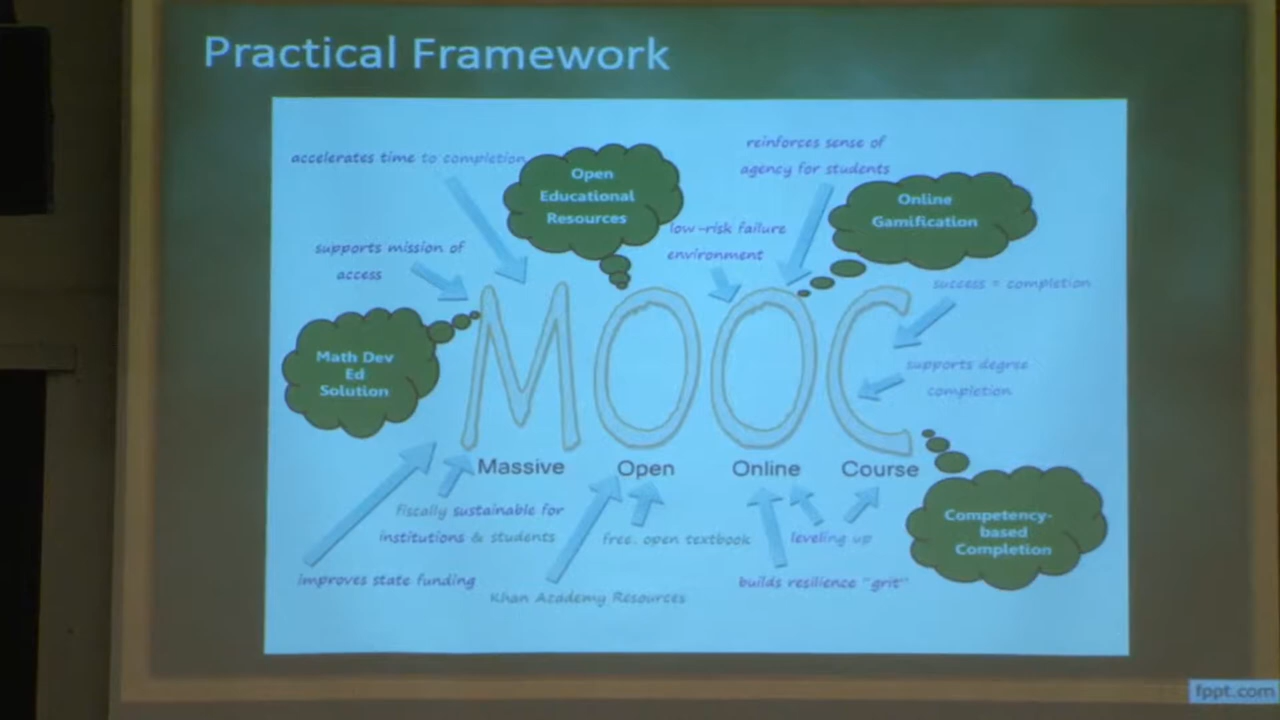 Practical Framework
accelerates time to completion
Open
Educational
Resources
reinforces sense of
agency for students
Online
Gamification
low-risk failure
environment
supports mission of
access
success = completion
Math Dev
Ed
Solution
MOOC
supports degree
completion
Massive
Open
Online
Course
fiscally sustainable for
institutions & students
free, open textbook
leveling up
Competency-
based
Completion
improves state funding
Khan Academy Resources
builds resilience "grit"
fppt.com